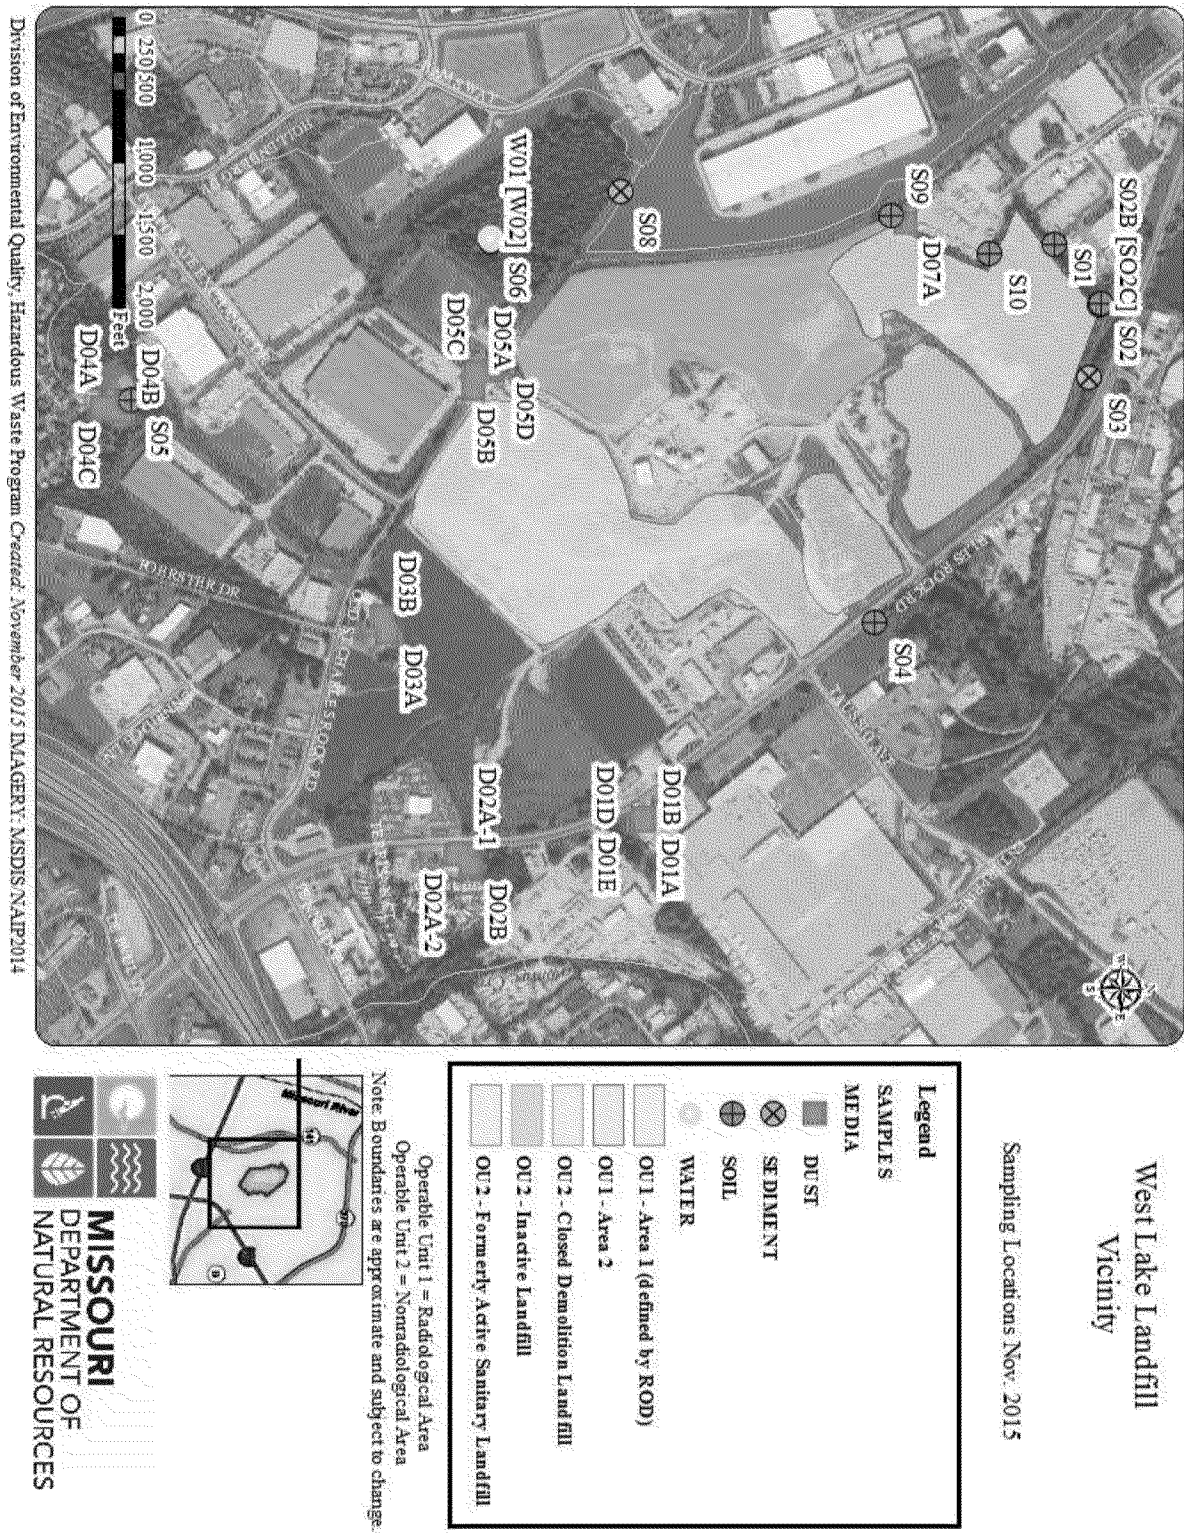 West Lake Landfill
Vicinity
Sampling Locations Nov. 2015
Legend
SAMPLES
MEDIA
DUST
SEDIMENT
SOIL
WATER
OU1 - Area 1 (defined by ROD)
OU1 - Area 2
OU2 - Closed Demolition Landfill
OU2 - Inactive Landfill
OU2 - Formerly Active Sanitary Landfill
Operable Unit 1 = Radiological Area
Operable Unit 2 = Nonradiological Area
Note: Boundaries are approximate and subject to change.
Missouri River
MISSOURI
DEPARTMENT OF
NATURAL RESOURCES
S02B [SO2C] S02
S01
S03
S10
S09
D07A
S04
S08
D01B D01A
D01D D01E
W01 [W02] S06
D05A
D05D
D05C
D05B
D02A-1
D02B
D02A-2
D03B
D03A
OLD ST CHARLES ROCK RD
D04B
S05
D04A
D04C
N
W
E
S
0 250 500 1,000 1,500 2,000
Feet
Division of Environmental Quality, Hazardous Waste Program Created: November 2015 IMAGERY: MSDIS/NAIP2014